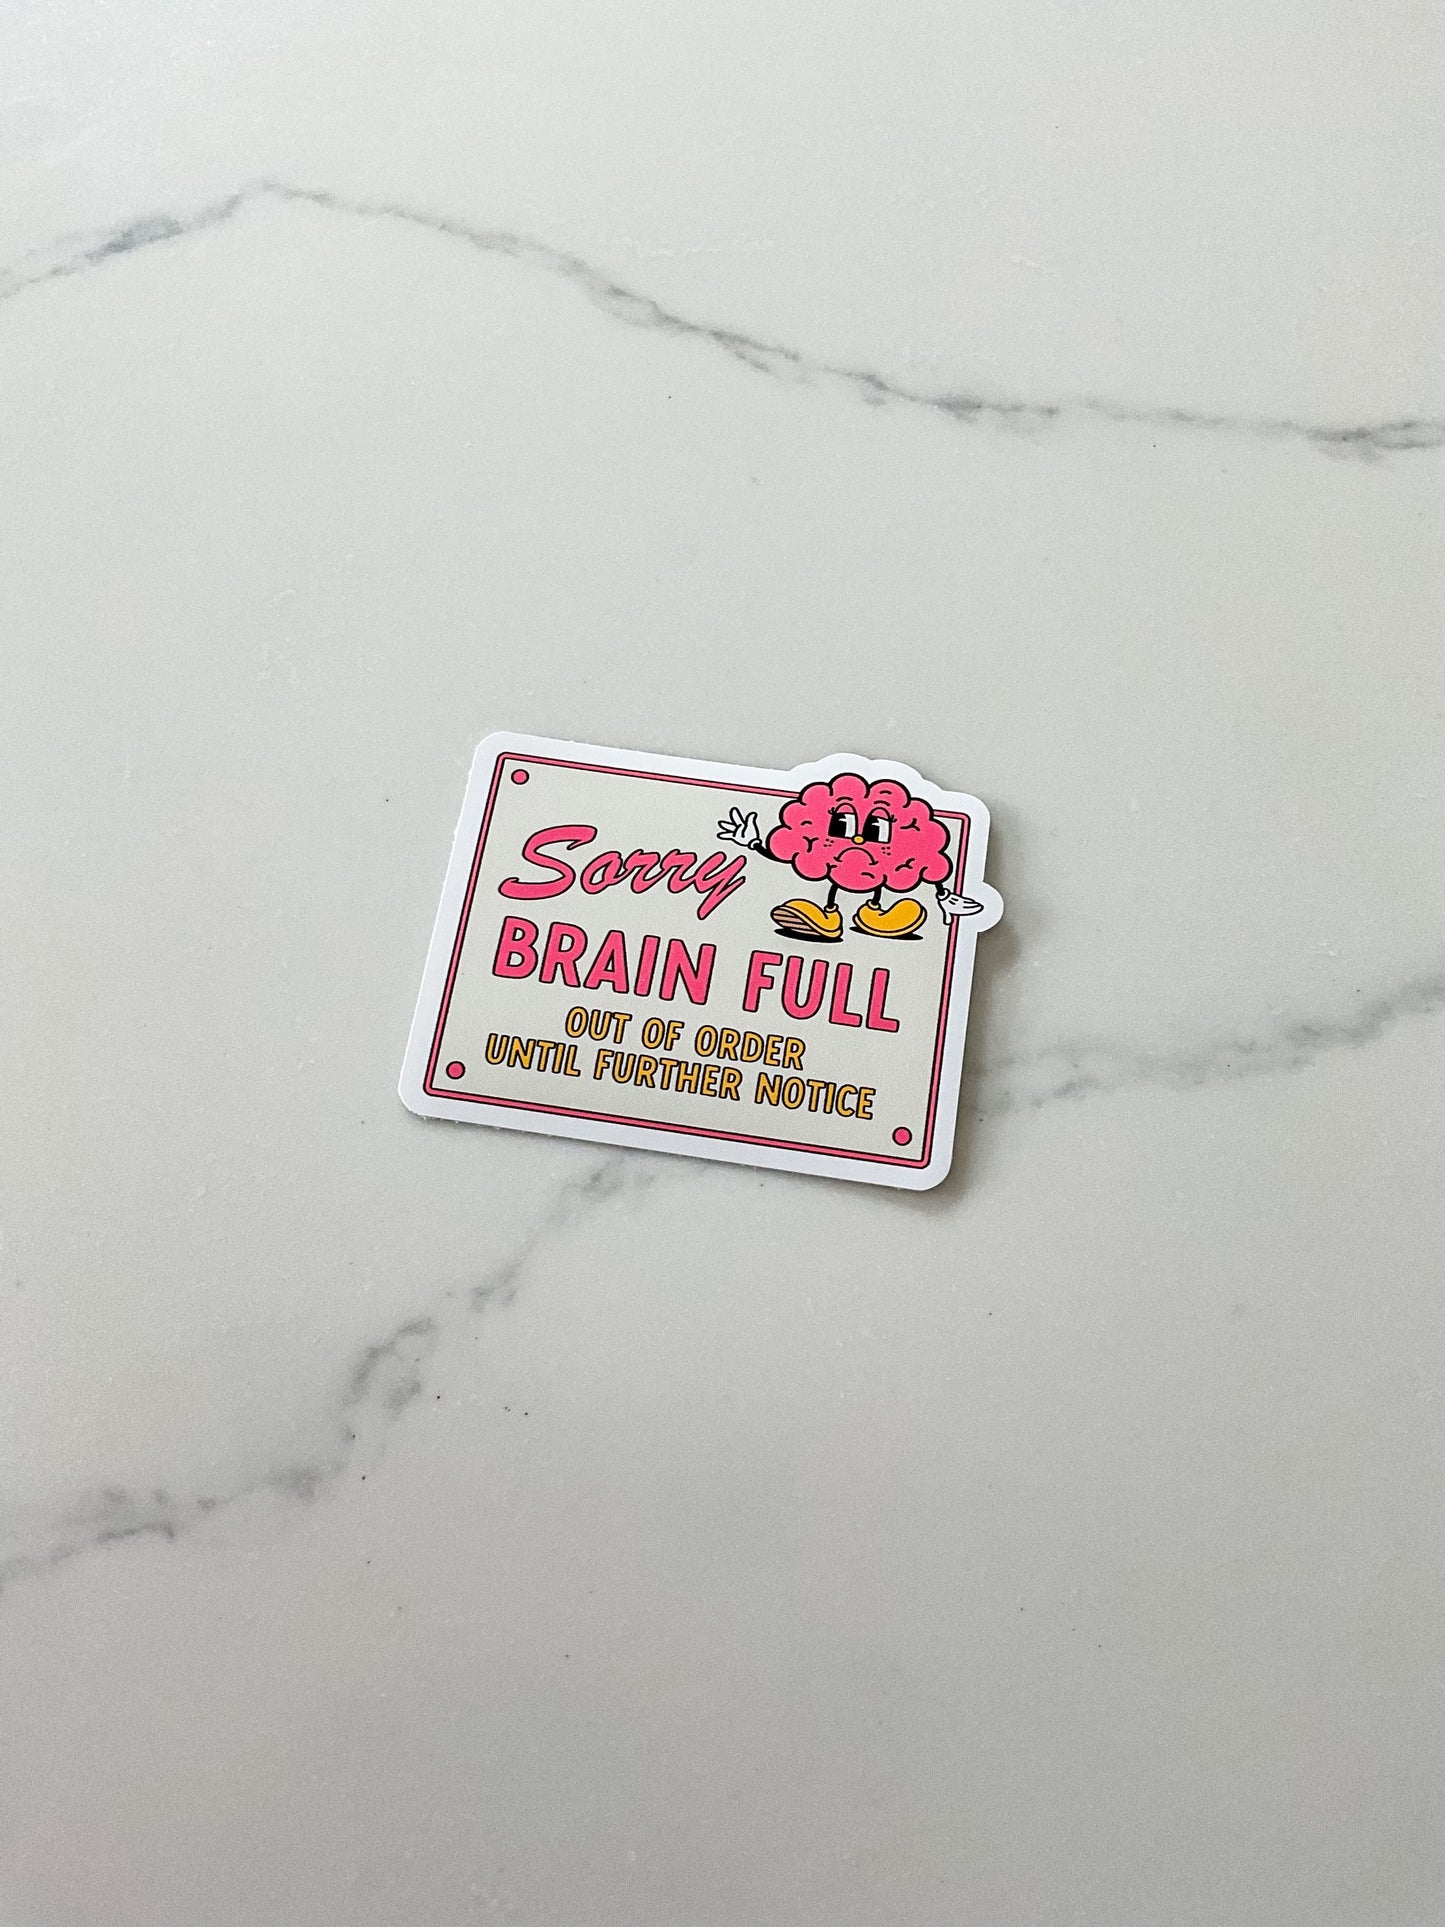 Sorry
BRAIN FULL
OUT OF ORDER
UNTIL FURTHER NOTICE